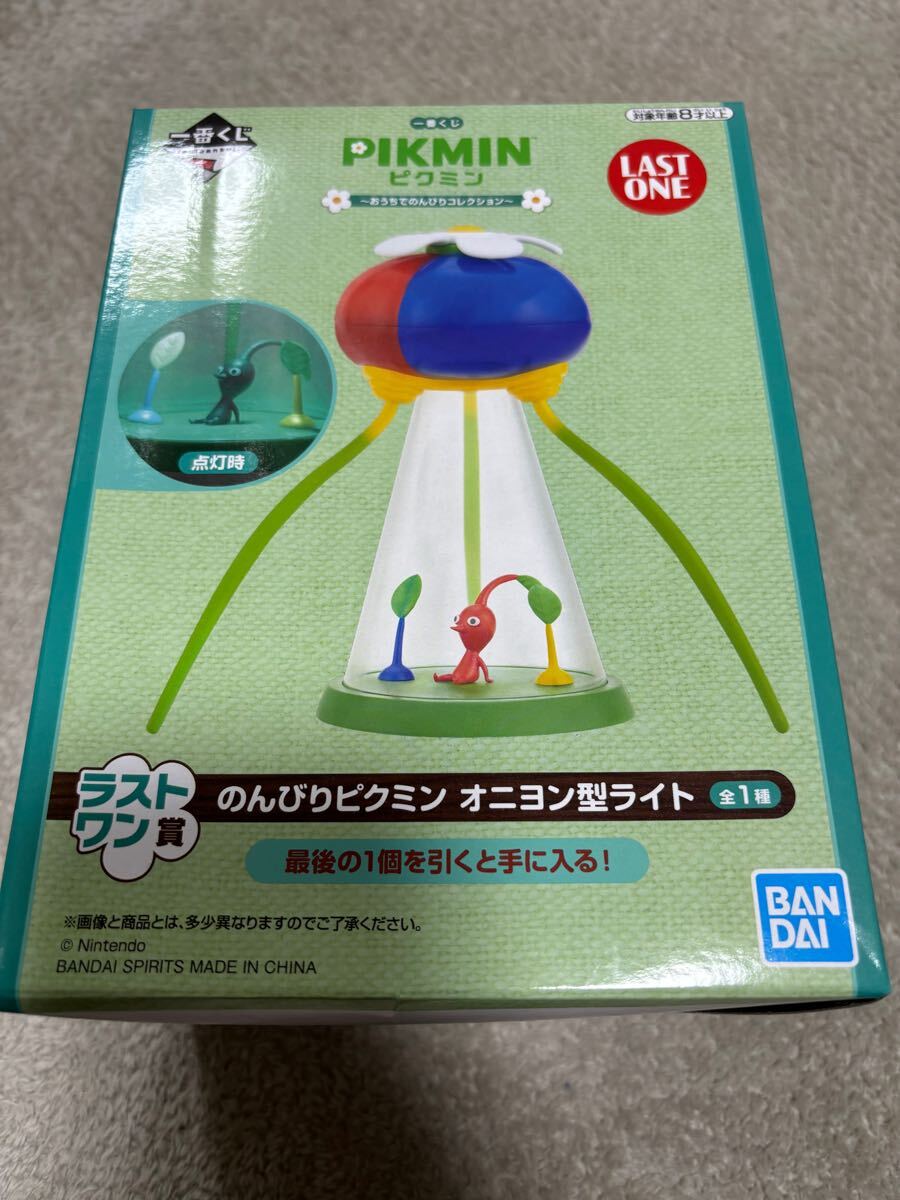 一番くじ
対象年齢8才以上
一番くじ
PIKMIN
ピクミン
～おうちでのんびりコレクション～
LAST
ONE
点灯時
ラスト
ワン賞
のんびりピクミン オニヨン型ライト 全1種
最後の1個を引くと手に入る!
※画像と商品とは、多少異なりますのでご了承ください。
© Nintendo
BANDAI SPIRITS MADE IN CHINA
BAN
DAI